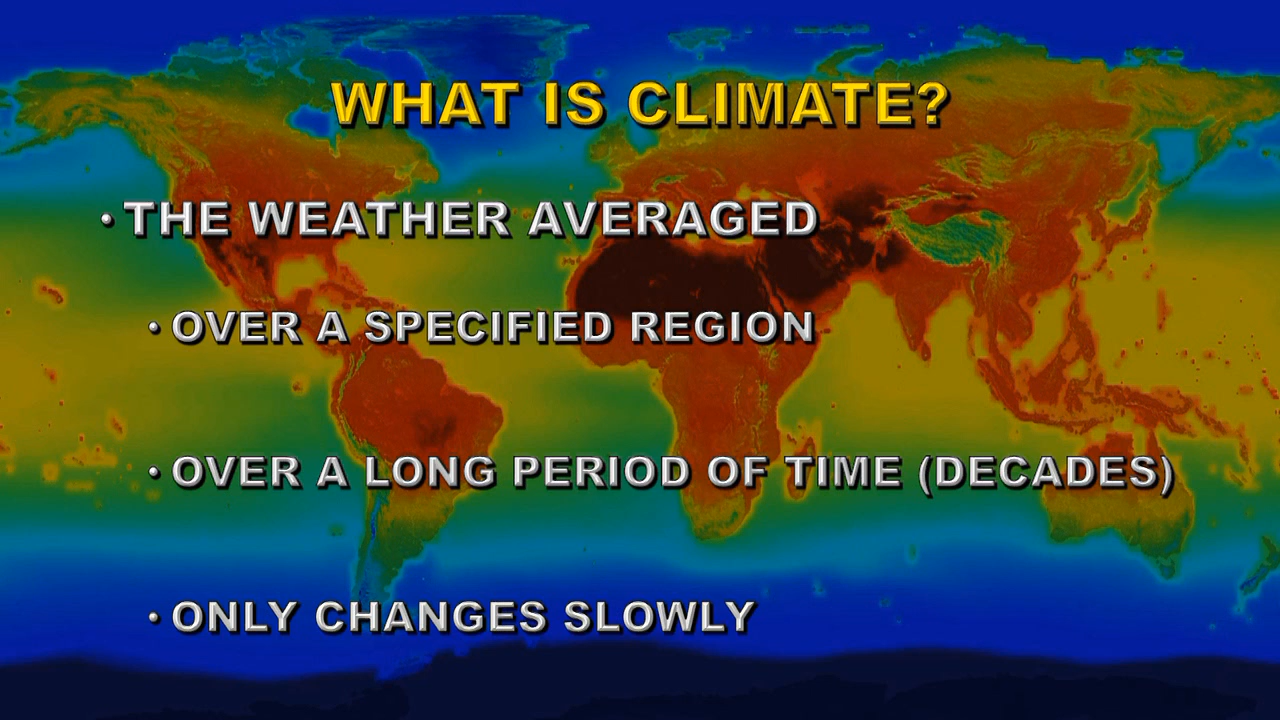 WHAT IS CLIMATE?
• THE WEATHER AVERAGED
• OVER A SPECIFIED REGION
• OVER A LONG PERIOD OF TIME (DECADES)
• ONLY CHANGES SLOWLY